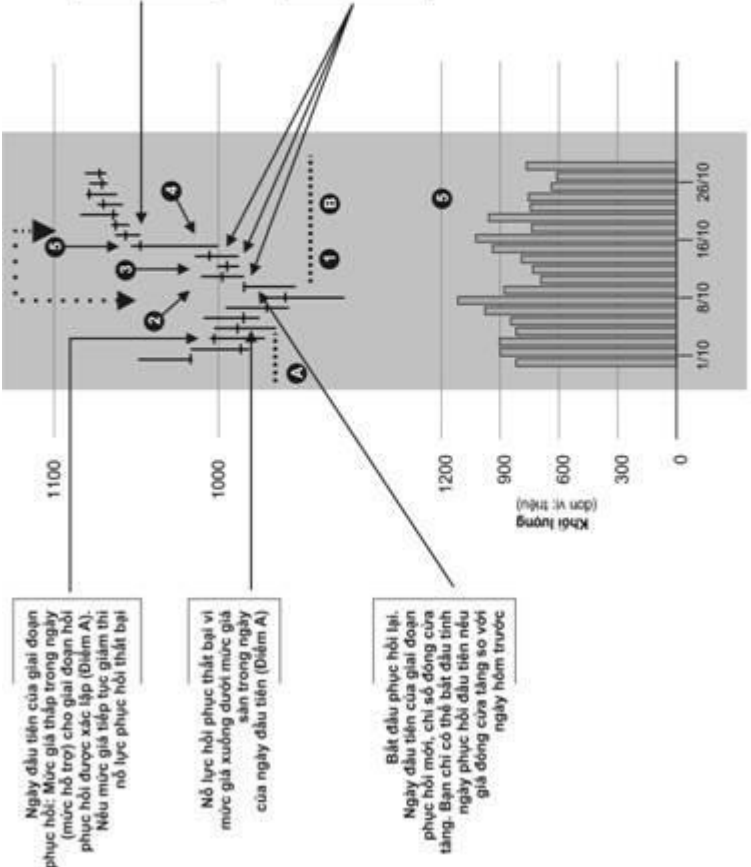 Ngày đầu tiên của giai đoạn
phục hồi: Mức giá thấp trong ngày
(mức hỗ trợ) cho giai đoạn hồi
phục hồi được xác lập (Điểm A).
Nếu mức giá tiếp tục giảm thì
nỗ lực phục hồi thất bại
Nỗ lực hồi phục thất bại vì
mức giá xuống dưới mức giá
sàn trong ngày
của ngày đầu tiên (Điểm A)
Bắt đầu phục hồi lại.
Ngày đầu tiên của giai đoạn
phục hồi mới, chỉ số đóng cửa
tăng. Bạn chỉ có thể bắt đầu tính
ngày phục hồi đầu tiên nếu
giá đóng cửa tăng so với
ngày hôm trước
1100
1000
A
2
3
5
4
1
B
5
Khối lượng
(đơn vị: triệu)
1200
900
600
300
0
1/10
8/10
16/10
26/10